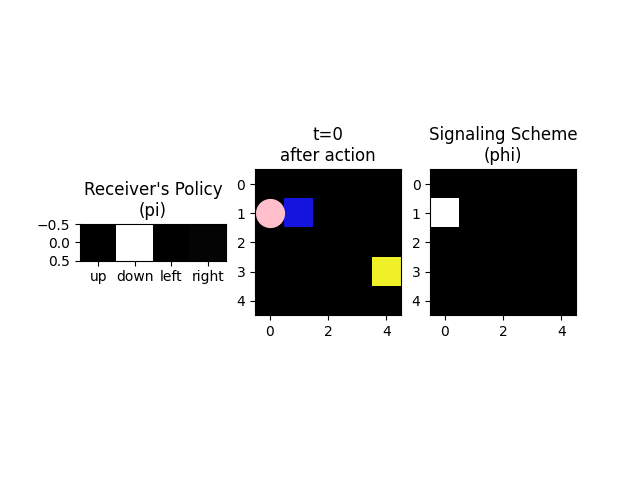 Receiver's Policy
(pi)
−0.5
0.0
0.5
up down left right
t=0
after action
0
1
2
3
4
0 2 4
Signaling Scheme
(phi)
0
1
2
3
4
0 2 4